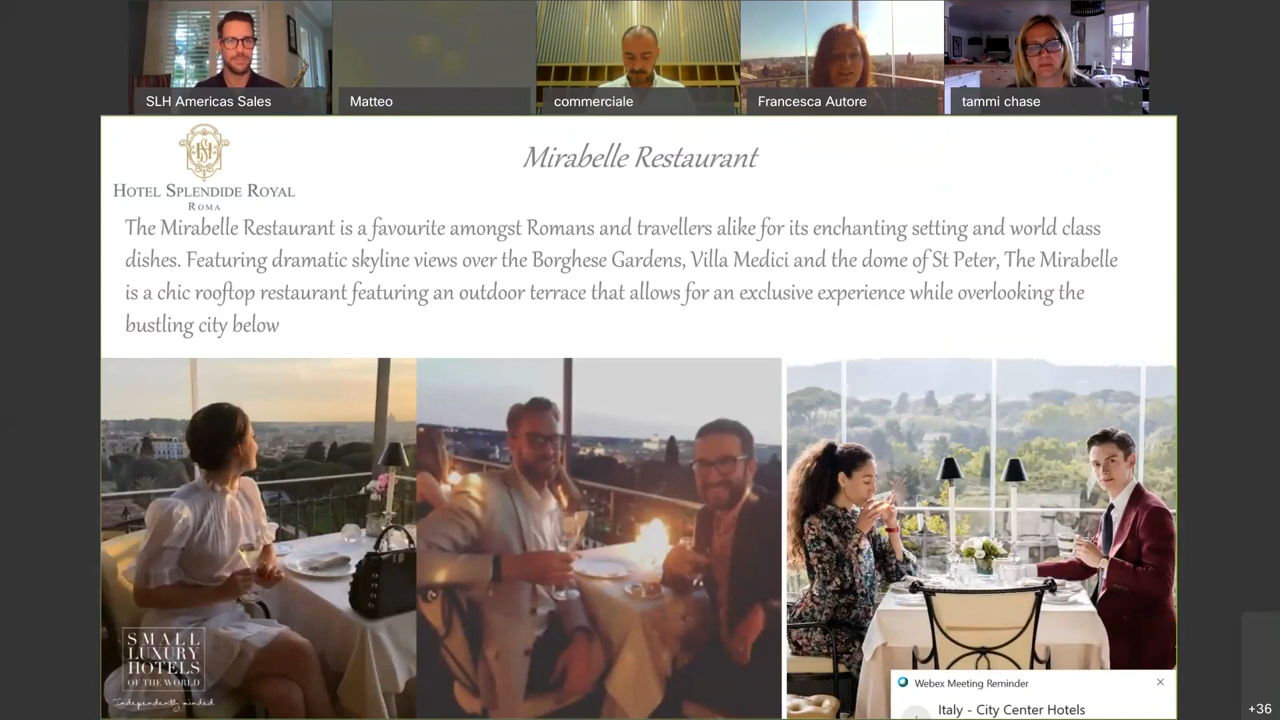 SLH Americas Sales
Matteo
commerciale
Francesca Autore
tammi chase
HOTEL SPLENDIDE ROYAL
ROMA
Mirabelle Restaurant
The Mirabelle Restaurant is a favourite amongst Romans and travellers alike for its enchanting setting and world class
dishes. Featuring dramatic skyline views over the Borghese Gardens, Villa Medici and the dome of St Peter, The Mirabelle
is a chic rooftop restaurant featuring an outdoor terrace that allows for an exclusive experience while overlooking the
bustling city below
SMALL
LUXURY
HOTELS
OF THE WORLD
Independently minded
Webex Meeting Reminder
Italy - City Center Hotels
+36